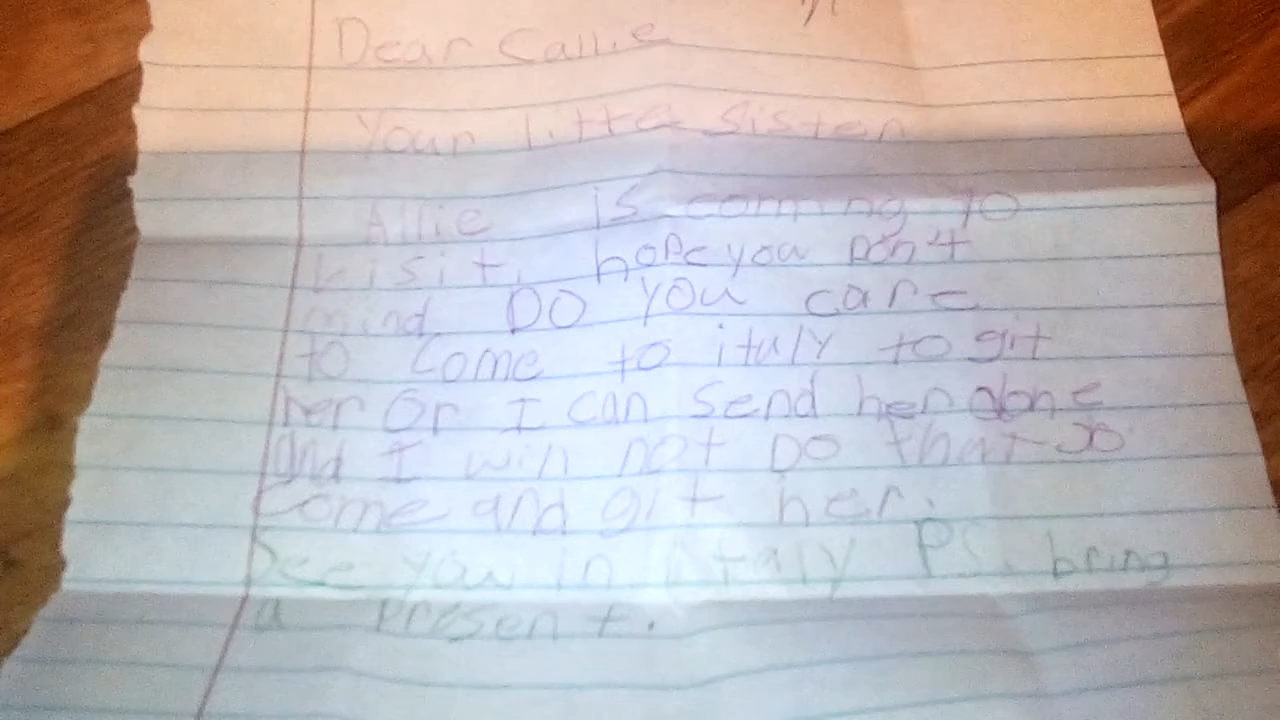 Dear Callie
Your little Sister
Allie is comming to
visit, hope you Don't
mind DO you care
to Come to italy to git
her Or I can Send her alone
and I will not DO that so
Come and git her.
See you in italy PS. bring
a present.